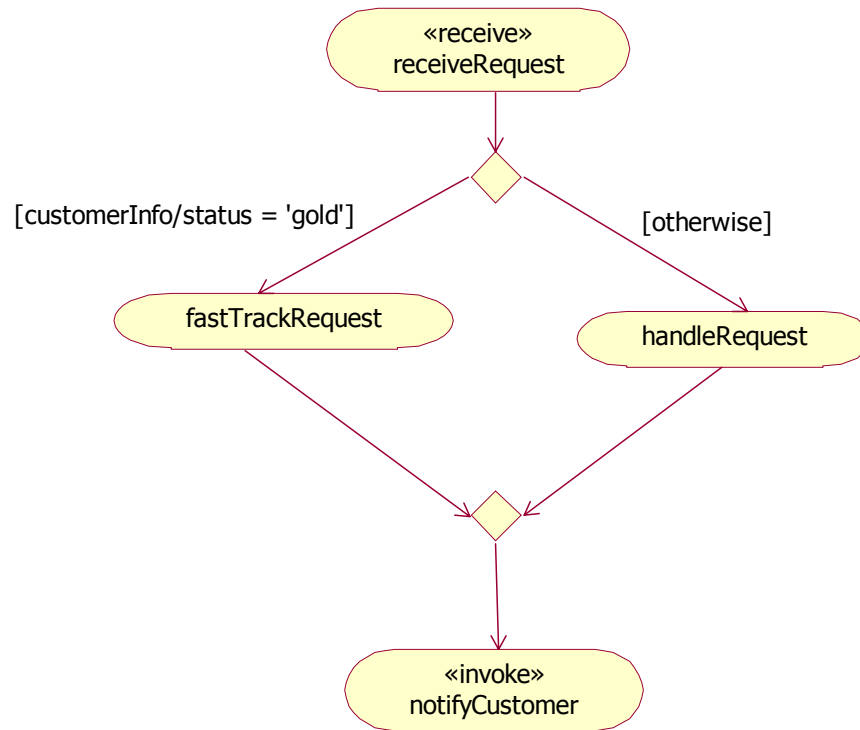 «receive»
receiveRequest
[customerInfo/status = 'gold']
[otherwise]
fastTrackRequest
handleRequest
«invoke»
notifyCustomer